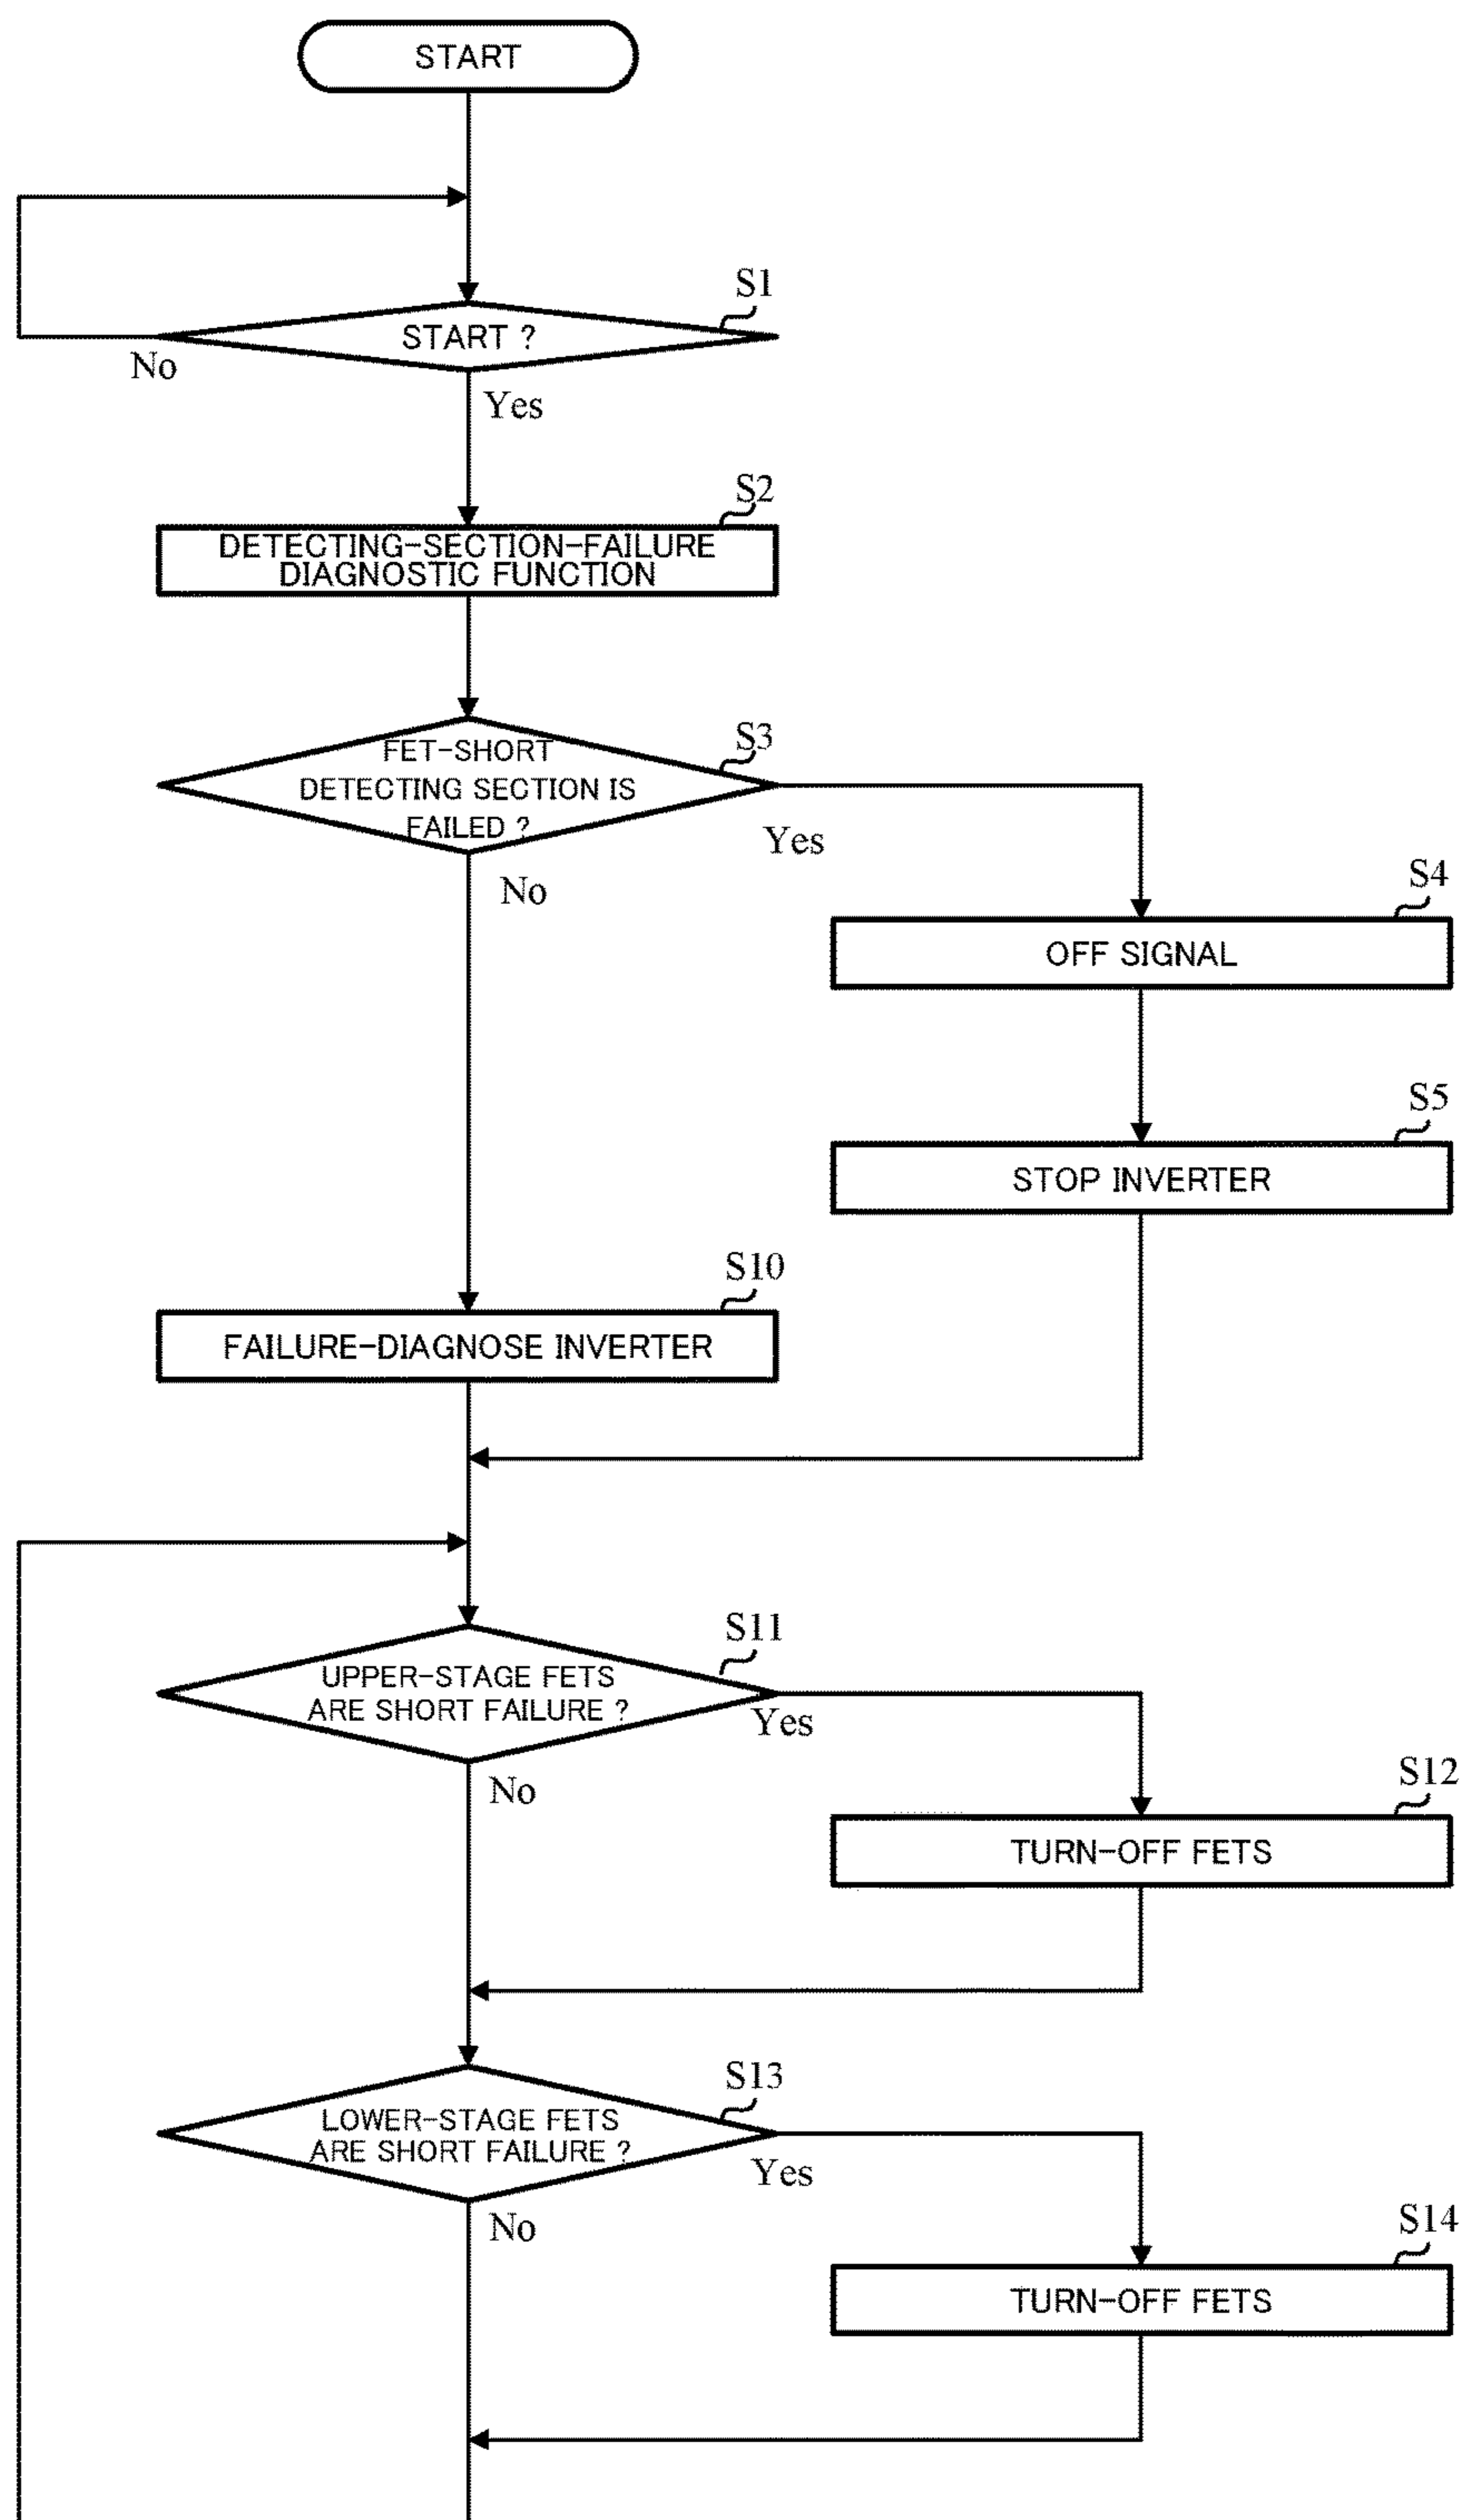 START
S1
START ?
No
Yes
S2
DETECTING-SECTION-FAILURE
DIAGNOSTIC FUNCTION
S3
FET-SHORT
DETECTING SECTION IS
FAILED ?
Yes
No
S4
OFF SIGNAL
S5
STOP INVERTER
S10
FAILURE-DIAGNOSE INVERTER
S11
UPPER-STAGE FETS
ARE SHORT FAILURE ?
Yes
No
S12
TURN-OFF FETS
S13
LOWER-STAGE FETS
ARE SHORT FAILURE ?
Yes
No
S14
TURN-OFF FETS